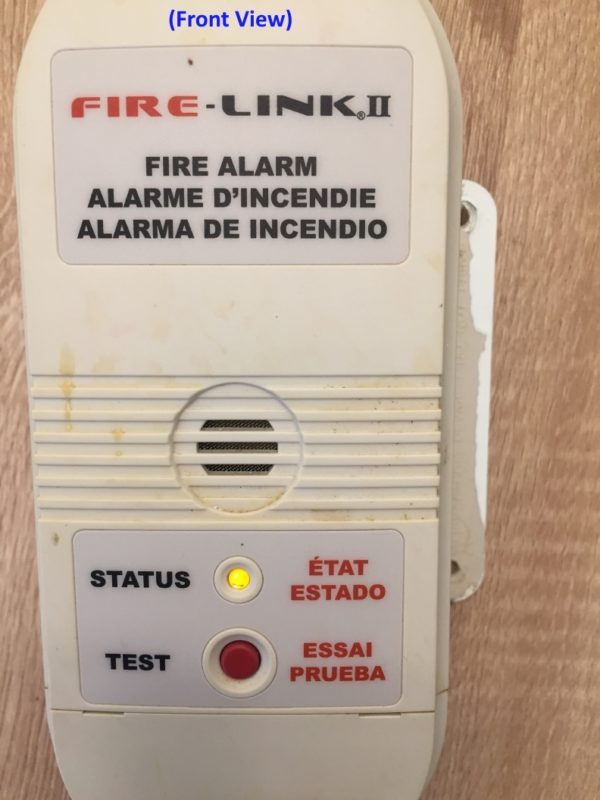 (Front View)
FIRE-LINK®II
FIRE ALARM
ALARME D'INCENDIE
ALARMA DE INCENDIO
STATUS
ÉTAT
ESTADO
TEST
ESSAI
PRUEBA